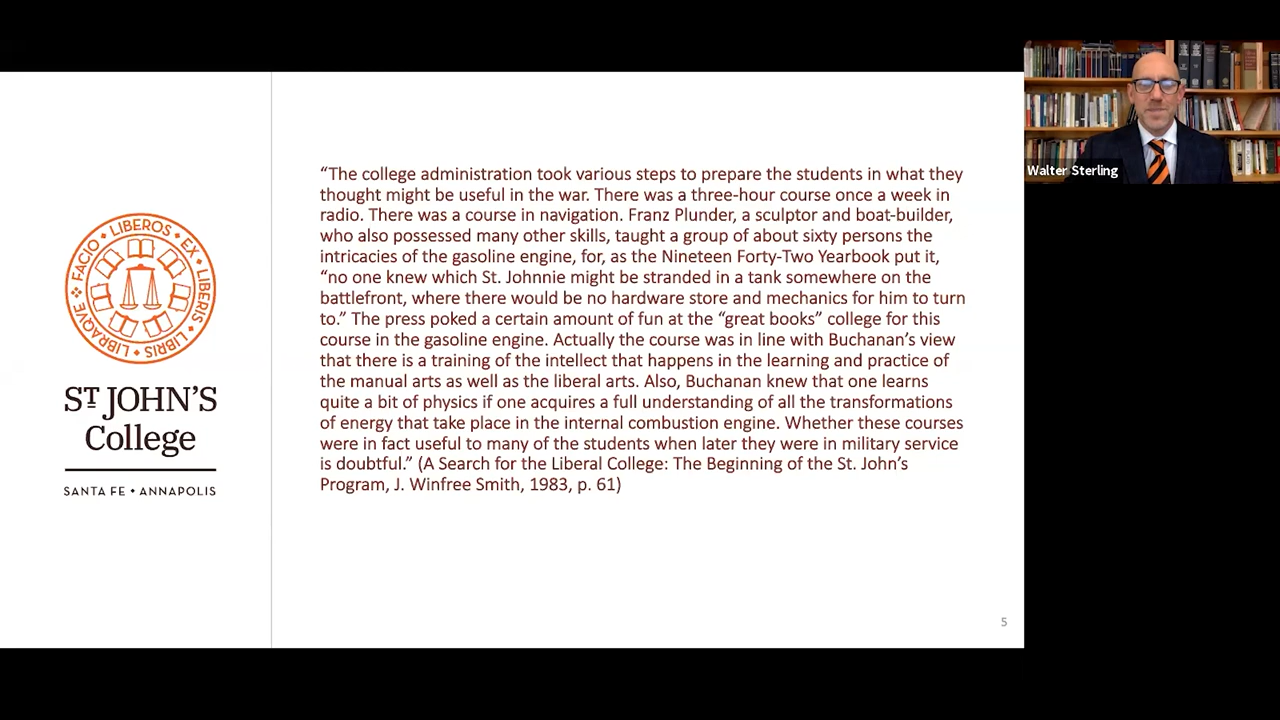 Walter Sterling
“The college administration took various steps to prepare the students in what they
thought might be useful in the war. There was a three-hour course once a week in
radio. There was a course in navigation. Franz Plunder, a sculptor and boat-builder,
who also possessed many other skills, taught a group of about sixty persons the
intricacies of the gasoline engine, for, as the Nineteen Forty-Two Yearbook put it,
“no one knew which St. Johnnie might be stranded in a tank somewhere on the
battlefront, where there would be no hardware store and mechanics for him to turn
to.” The press poked a certain amount of fun at the “great books” college for this
course in the gasoline engine. Actually the course was in line with Buchanan’s view
that there is a training of the intellect that happens in the learning and practice of
the manual arts as well as the liberal arts. Also, Buchanan knew that one learns
quite a bit of physics if one acquires a full understanding of all the transformations
of energy that take place in the internal combustion engine. Whether these courses
were in fact useful to many of the students when later they were in military service
is doubtful.” (A Search for the Liberal College: The Beginning of the St. John’s
Program, J. Winfree Smith, 1983, p. 61)
FACIO LIBEROS EX LIBERIS LIBRIS LIBRAQVE
ST JOHN’S
College
SANTA FE • ANNAPOLIS
5